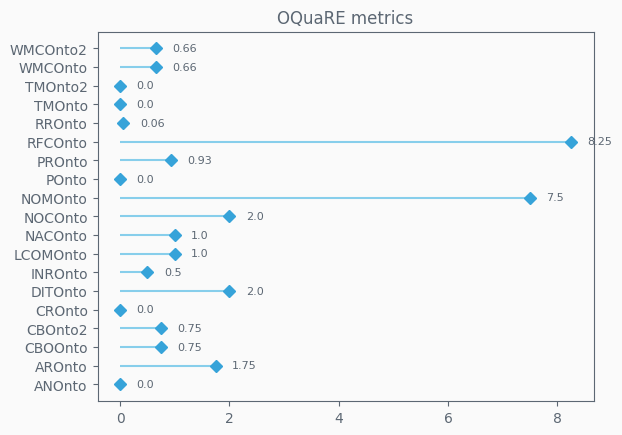 OQuaRE metrics
WMCOnto2 0.66
WMCOnto 0.66
TMOnto2 0.0
TMOnto 0.0
RROnto 0.06
RFCOnto 8.25
PROnto 0.93
POnto 0.0
NOMOnto 7.5
NOCOnto 2.0
NACOnto 1.0
LCOMOnto 1.0
INROnto 0.5
DITOnto 2.0
CROnto 0.0
CBOnto2 0.75
CBOOnto 0.75
AROnto 1.75
ANOnto 0.0
0 2 4 6 8